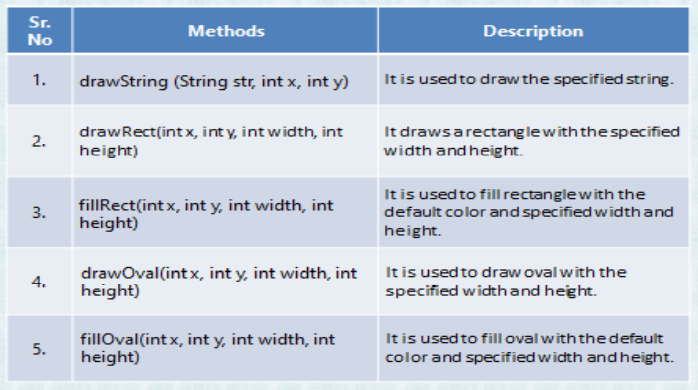 Sr. No Methods Description
1. drawString (String str, int x, int y) It is used to draw the specified string.
2. drawRect(int x, int y, int width, int
height) It draws a rectangle with the specified
width and height.
3. fillRect(int x, int y, int width, int
height) It is used to fill rectangle with the
default color and specified width and
height.
4. drawOval(int x, int y, int width, int
height) It is used to draw oval with the
specified width and height.
5. fillOval(int x, int y, int width, int
height) It is used to fill oval with the default
color and specified width and height.